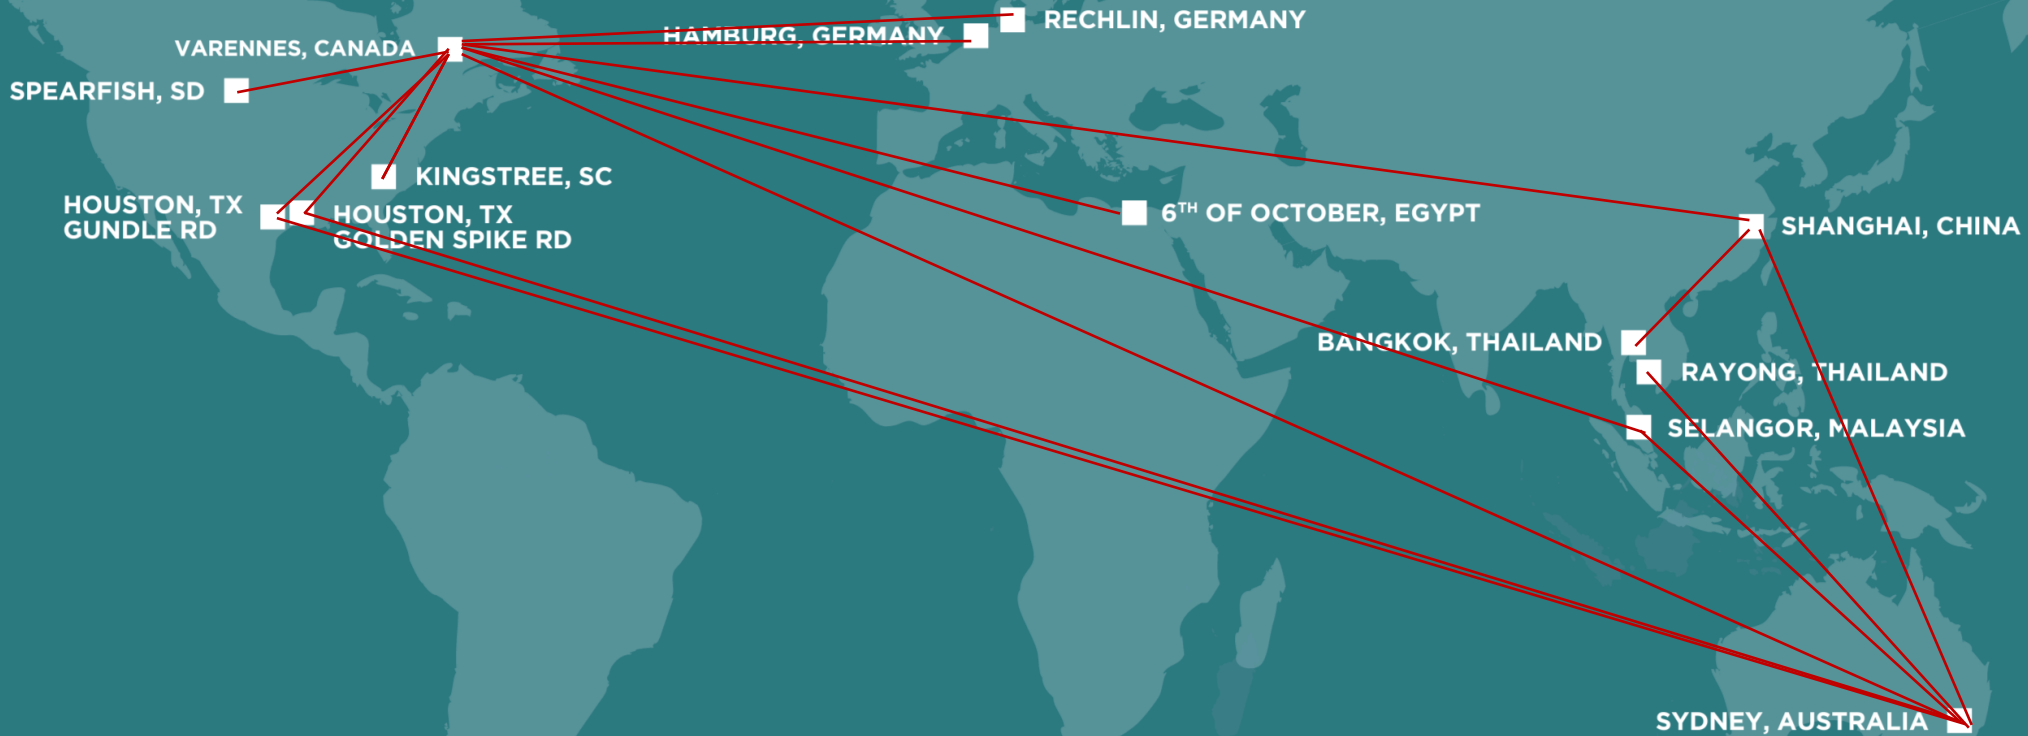 RECHLIN, GERMANY
HAMBURG, GERMANY
VARENNES, CANADA
SPEARFISH, SD
KINGSTREE, SC
HOUSTON, TX
GUNDLE RD
HOUSTON, TX
GOLDEN SPIKE RD
6TH OF OCTOBER, EGYPT
SHANGHAI, CHINA
BANGKOK, THAILAND
RAYONG, THAILAND
SELANGOR, MALAYSIA
SYDNEY, AUSTRALIA